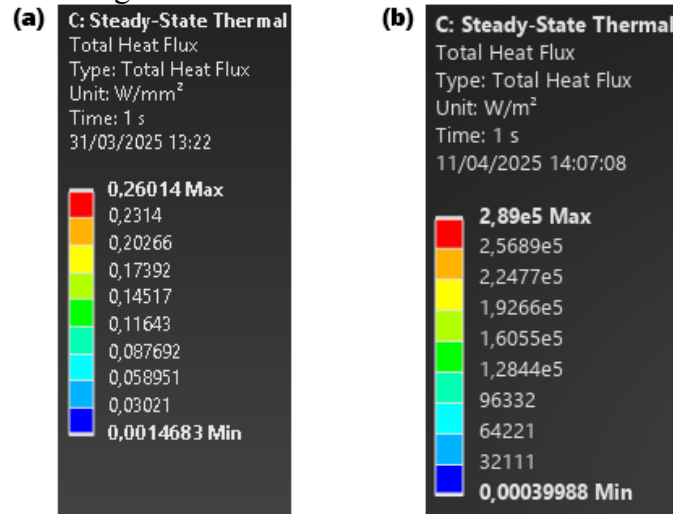 (a)
C: Steady-State Thermal
Total Heat Flux
Type: Total Heat Flux
Unit: W/mm²
Time: 1 s
31/03/2025 13:22
0,26014 Max
0,2314
0,20266
0,17392
0,14517
0,11643
0,087692
0,058951
0,03021
0,0014683 Min
(b)
C: Steady-State Thermal
Total Heat Flux
Type: Total Heat Flux
Unit: W/m²
Time: 1 s
11/04/2025 14:07:08
2,89e5 Max
2,5689e5
2,2477e5
1,9266e5
1,6055e5
1,2844e5
96332
64221
32111
0,00039988 Min